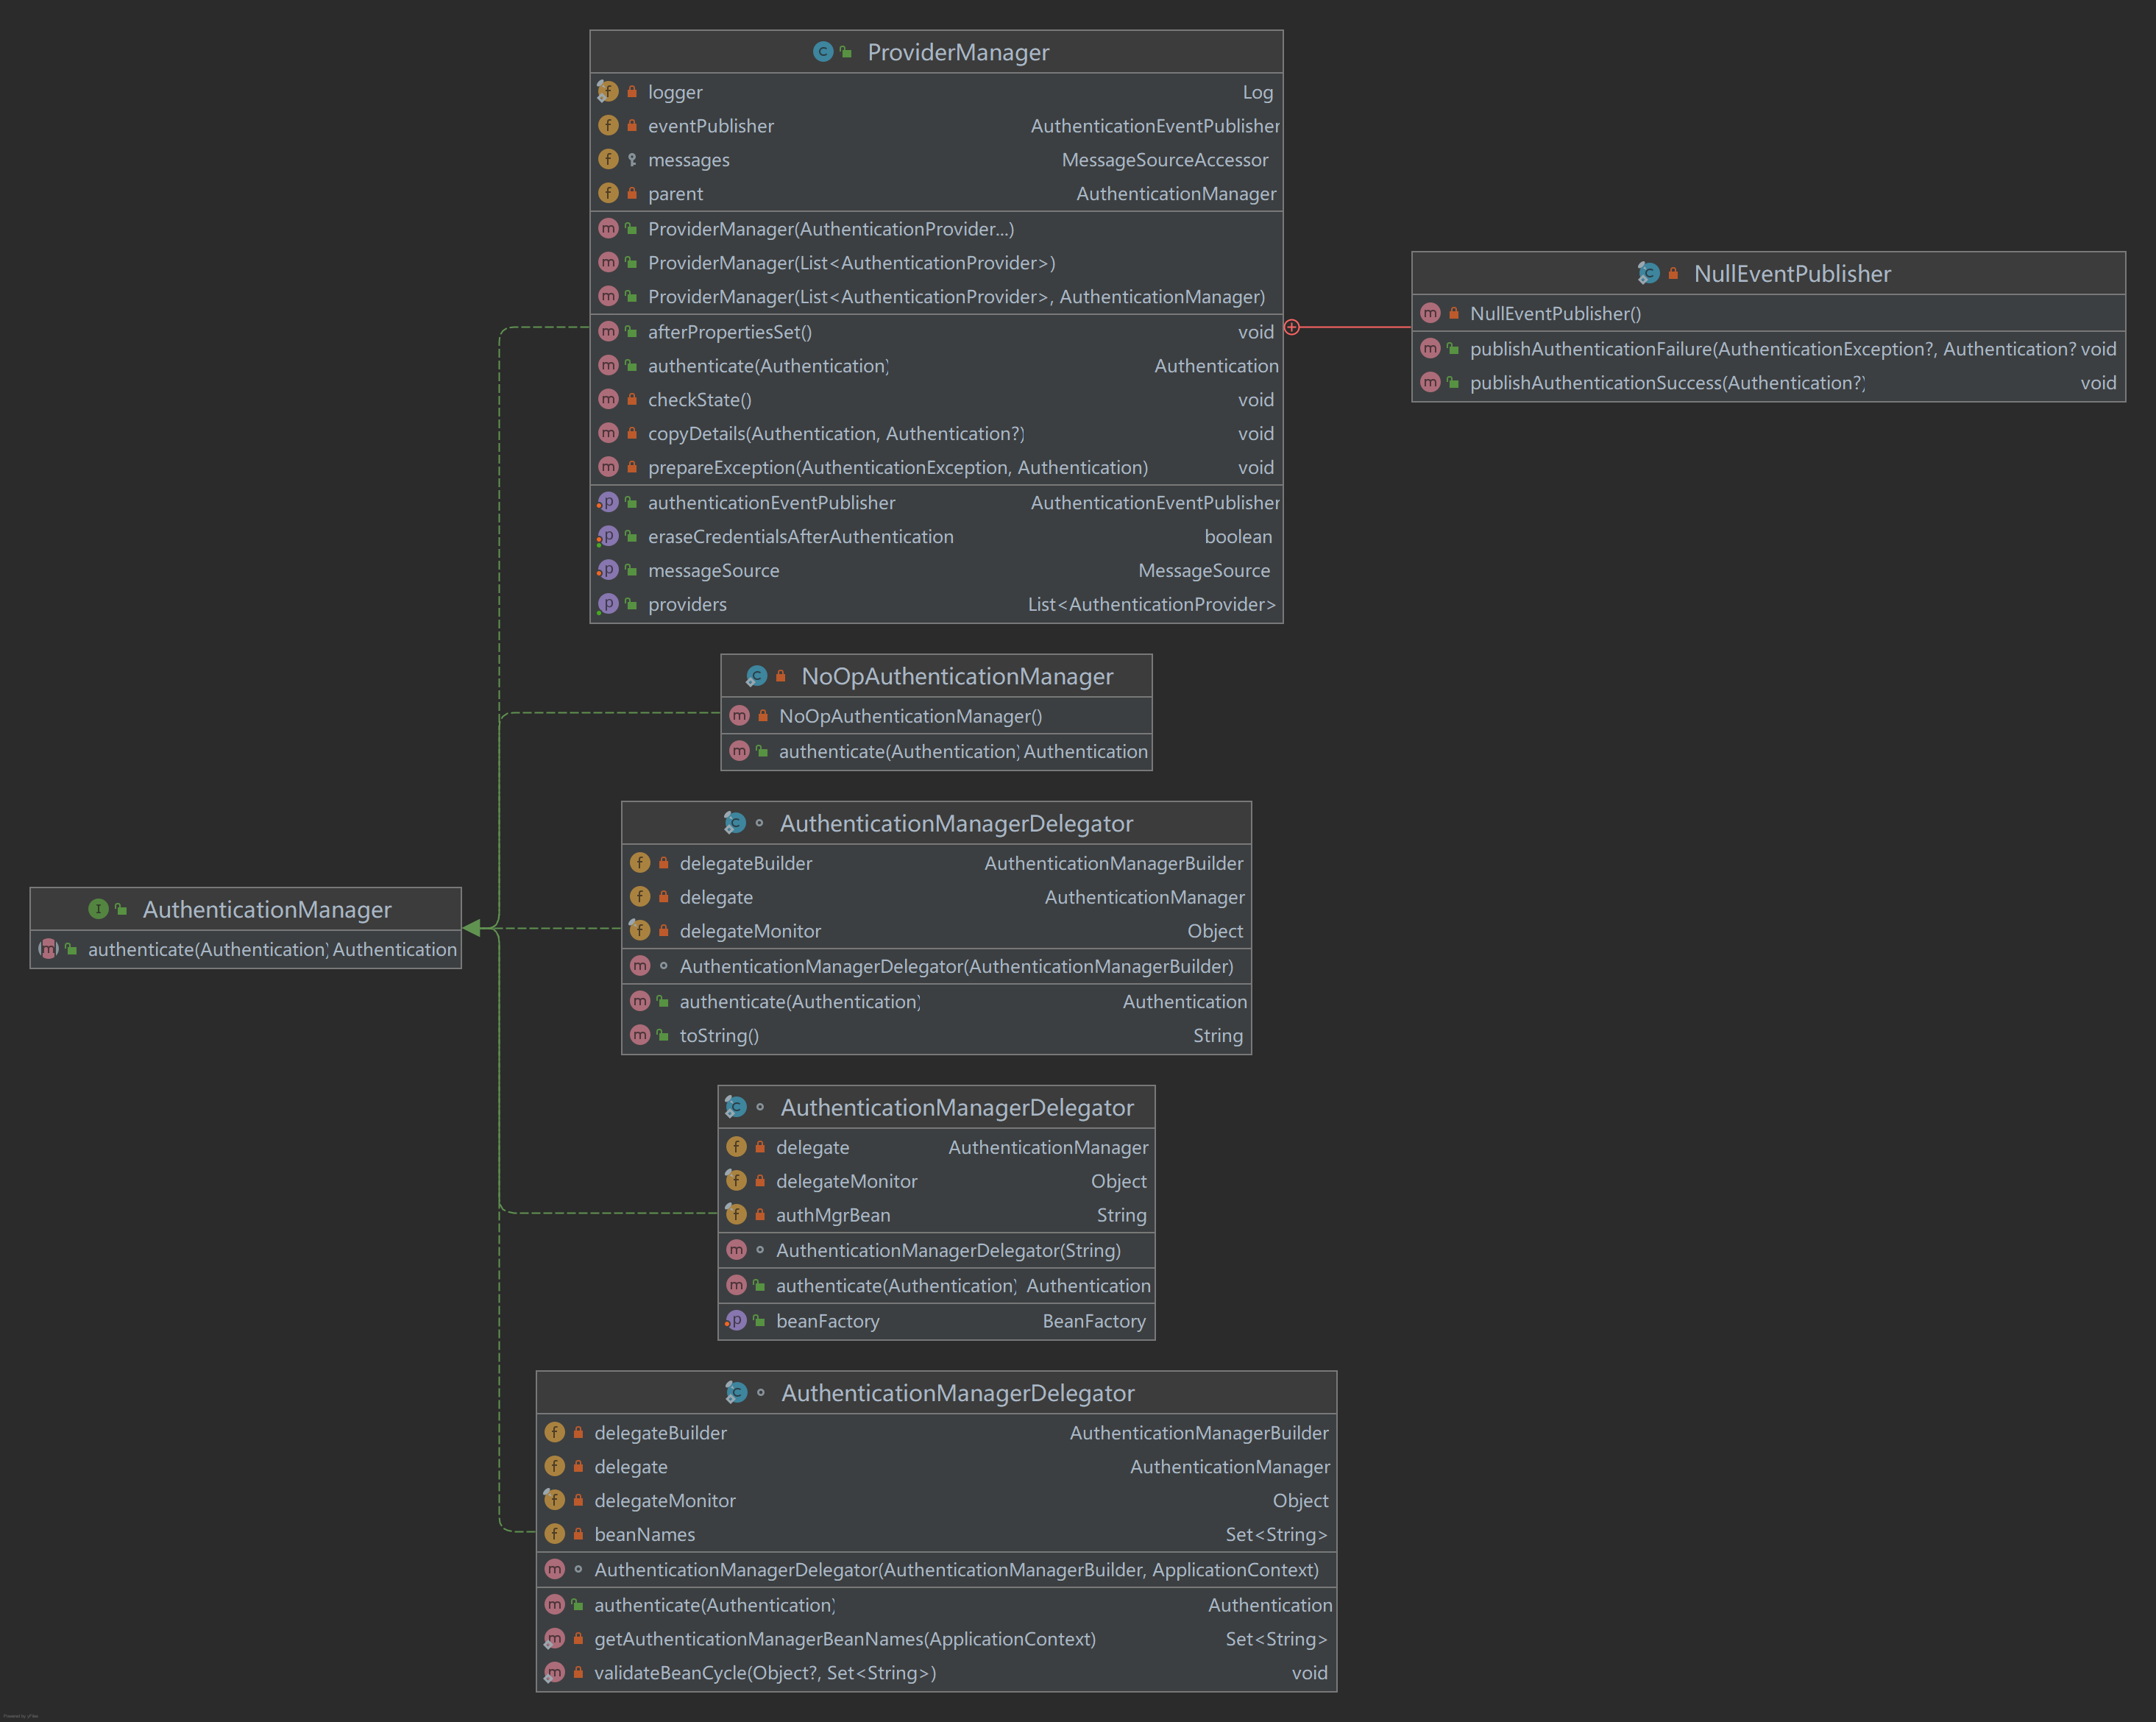 ProviderManager
logger Log
eventPublisher AuthenticationEventPublisher
messages MessageSourceAccessor
parent AuthenticationManager
ProviderManager(AuthenticationProvider...)
ProviderManager(List<AuthenticationProvider>)
ProviderManager(List<AuthenticationProvider>, AuthenticationManager)
afterPropertiesSet() void
authenticate(Authentication) Authentication
checkState() void
copyDetails(Authentication, Authentication?) void
prepareException(AuthenticationException, Authentication) void
authenticationEventPublisher AuthenticationEventPublisher
eraseCredentialsAfterAuthentication boolean
messageSource MessageSource
providers List<AuthenticationProvider>
NullEventPublisher
NullEventPublisher()
publishAuthenticationFailure(AuthenticationException?, Authentication? void
publishAuthenticationSuccess(Authentication?) void
NoOpAuthenticationManager
NoOpAuthenticationManager()
authenticate(Authentication) Authentication
AuthenticationManagerDelegator
delegateBuilder AuthenticationManagerBuilder
delegate AuthenticationManager
delegateMonitor Object
AuthenticationManagerDelegator(AuthenticationManagerBuilder)
authenticate(Authentication) Authentication
toString() String
AuthenticationManager
authenticate(Authentication) Authentication
AuthenticationManagerDelegator
delegate AuthenticationManager
delegateMonitor Object
authMgrBean String
AuthenticationManagerDelegator(String)
authenticate(Authentication) Authentication
beanFactory BeanFactory
AuthenticationManagerDelegator
delegateBuilder AuthenticationManagerBuilder
delegate AuthenticationManager
delegateMonitor Object
beanNames Set<String>
AuthenticationManagerDelegator(AuthenticationManagerBuilder, ApplicationContext)
authenticate(Authentication) Authentication
getAuthenticationManagerBeanNames(ApplicationContext) Set<String>
validateBeanCycle(Object?, Set<String>) void
Powered by yFiles